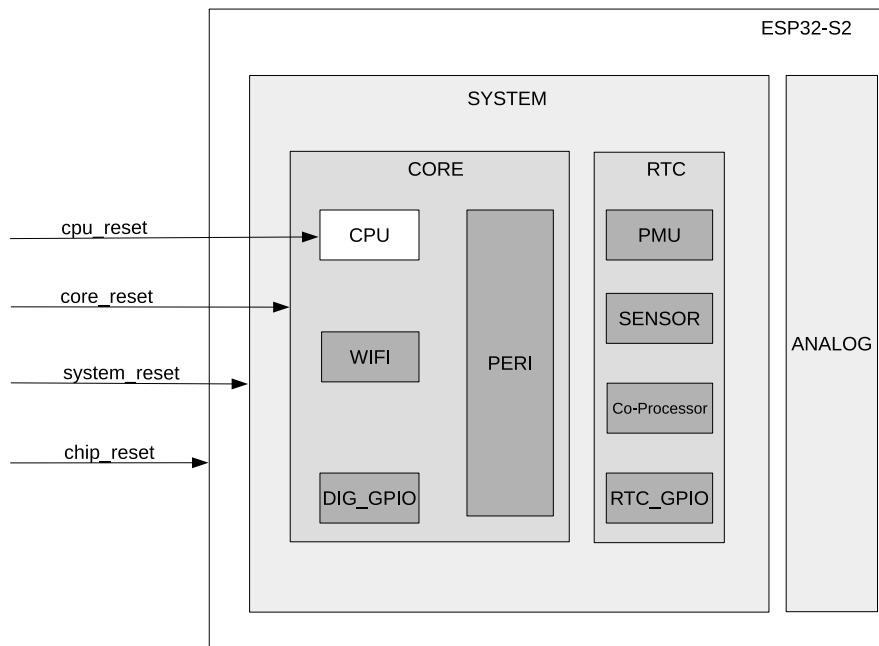 ESP32-S2
SYSTEM
CORE
RTC
cpu_reset
CPU
PMU
core_reset
SENSOR
WIFI
PERI
ANALOG
system_reset
Co-Processor
chip_reset
DIG_GPIO
RTC_GPIO